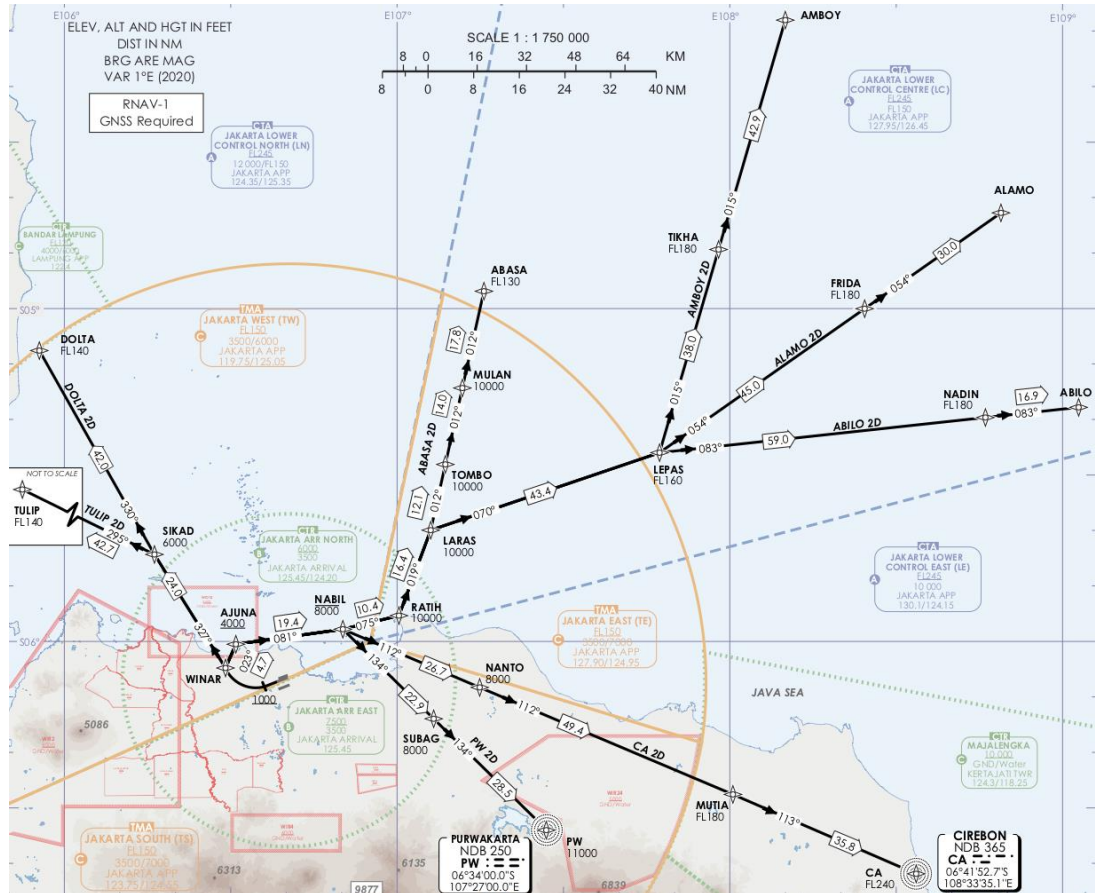 ELEV, ALT AND HGT IN FEET
DIST IN NM
BRG ARE MAG
VAR 1°E (2020)
RNAV-1
GNSS Required
E106°
E107°
E108°
E109°
SCALE 1 : 1 750 000
8 0 16 32 48 64 KM
8 0 8 16 24 32 40 NM
CTA
JAKARTA LOWER
CONTROL NORTH (LN)
FL245
12 000/FL150
JAKARTA APP
124.35/125.35
A
CTA
JAKARTA LOWER
CONTROL CENTRE (LC)
FL245
FL150
JAKARTA APP
127.95/126.45
A
AMBOY
42.9
015°
TIKHA
FL180
AMBOY 2D
38.0
015°
ALAMO
30.0
054°
FRIDA
FL180
ALAMO 2D
45.0
054°
CTR
BANDAR LAMPUNG
4000/6000
LAMPUNG APP
C
S05°
TMA
JAKARTA WEST (TW)
FL150
3500/6000
JAKARTA APP
119.75/125.05
C
ABASA
FL130
17.8
012°
MULAN
10000
14.0
012°
ABASA 2D
TOMBO
10000
12.1
012°
LARAS
10000
DOLTA
FL140
DOLTA 2D
42.0
330°
NADIN
FL180
16.9
083°
ABILO
ABILO 2D
59.0
083°
LEPAS
FL160
43.4
070°
NOT TO SCALE
TULIP
FL140
TULIP 2D
295°
42.7
SIKAD
6000
24.0
327°
CTR
JAKARTA ARR NORTH
6000
3500
JAKARTA ARRIVAL
125.45/124.20
B
16.4
019°
RATIH
10000
10.4
075°
NABIL
8000
AJUNA
4000
19.4
081°
023°
4.7
WINAR
1000
S06°
CTA
JAKARTA LOWER
CONTROL EAST (LE)
FL245
10 000
JAKARTA APP
130.1/124.15
A
TMA
JAKARTA EAST (TE)
FL150
JAKARTA APP
127.90/124.95
C
112°
26.7
NANTO
8000
112°
49.4
CA 2D
134°
22.9
SUBAG
8000
134°
PW 2D
28.5
CTR
JAKARTA ARR EAST
7500
3500
JAKARTA ARRIVAL
125.45
B
JAVA SEA
CTR
MAJALENGKA
10 000
GND/Water
KERTAJATI TWR
124.3/118.25
C
MUTIA
FL180
113°
35.8
5086
TMA
JAKARTA SOUTH (TS)
FL150
3500/7000
JAKARTA APP
C
6313
9877
6135
6839
PURWAKARTA
NDB 250
PW
06°34'00.0"S
107°27'00.0"E
PW
11000
CA
FL240
CIREBON
NDB 365
CA
06°41'52.7"S
108°33'35.1"E